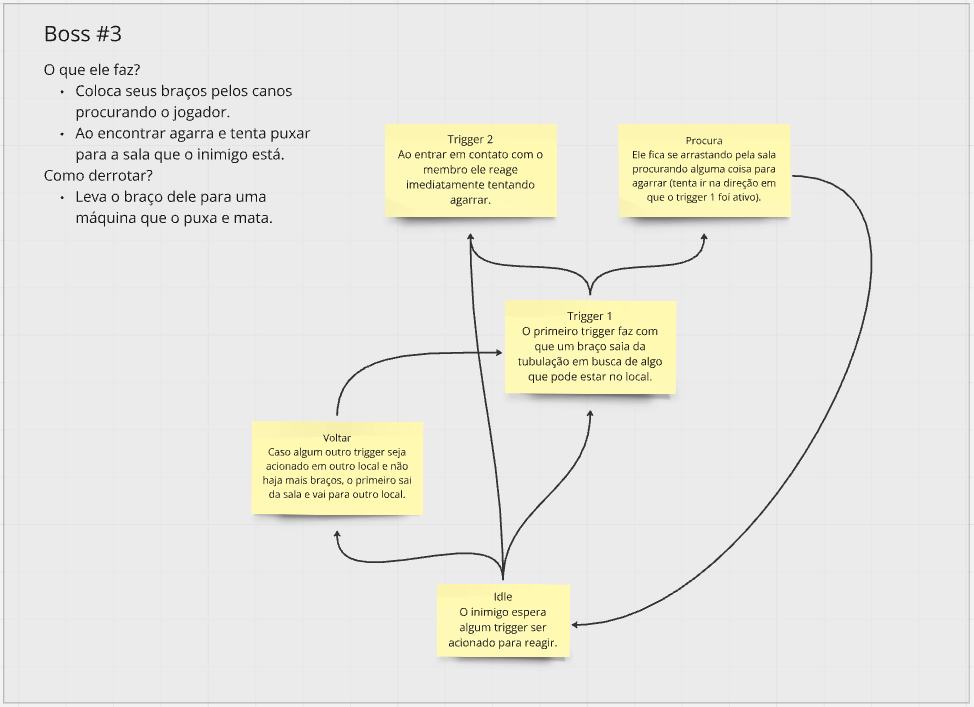 Boss #3
O que ele faz?
• Coloca seus braços pelos canos
procurando o jogador.
• Ao encontrar agarra e tenta puxar
para a sala que o inimigo está.
Como derrotar?
• Leva o braço dele para uma
máquina que o puxa e mata.
Trigger 2
Ao entrar em contato com o
membro ele reage
imediatamente tentando
agarrar.
Procura
Ele fica se arrastando pela sala
procurando alguma coisa para
agarrar (tenta ir na direção em
que o trigger 1 foi ativo).
Trigger 1
O primeiro trigger faz com
que um braço saia da
tubulação em busca de algo
que pode estar no local.
Voltar
Caso algum outro trigger seja
acionado em outro local e não
haja mais braços, o primeiro sai
da sala e vai para outro local.
Idle
O inimigo espera
algum trigger ser
acionado para reagir.